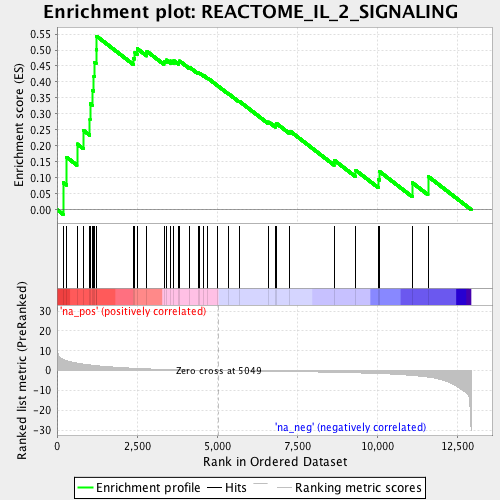 Enrichment plot: REACTOME_IL_2_SIGNALING
Enrichment score (ES)
0.55
0.50
0.45
0.40
0.35
0.30
0.25
0.20
0.15
0.10
0.05
0.00
'na_pos' (positively correlated)
Ranked list metric (PreRanked)
30
20
10
0
-10
-20
-30
Zero cross at 5049
'na_neg' (negatively correlated)
0
2,500
5,000
7,500
10,000
12,500
Rank in Ordered Dataset
Enrichment profile
Hits
Ranking metric scores